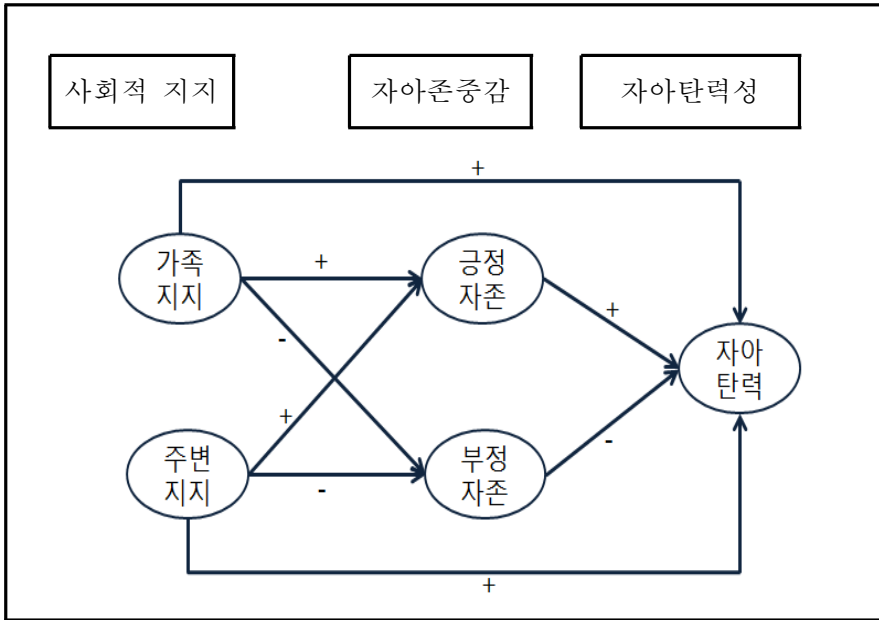 사회적 지지
자아존중감
자아탄력성
+
가족
지지
+
긍정
자존
-
+
+
자아
탄력
주변
지지
-
부정
자존
-
+